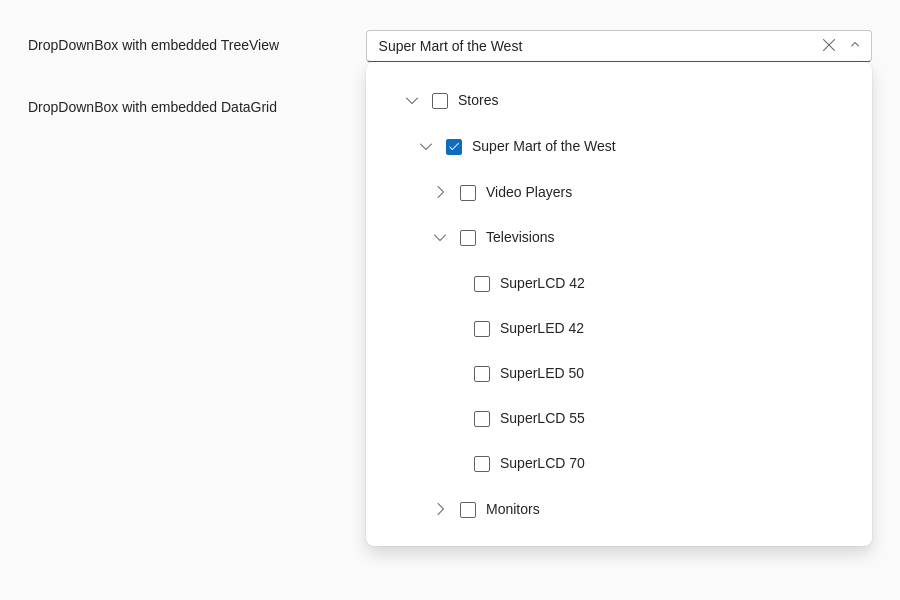 DropDownBox with embedded TreeView
Super Mart of the West
DropDownBox with embedded DataGrid
Stores
Super Mart of the West
Video Players
Televisions
SuperLCD 42
SuperLED 42
SuperLED 50
SuperLCD 55
SuperLCD 70
Monitors